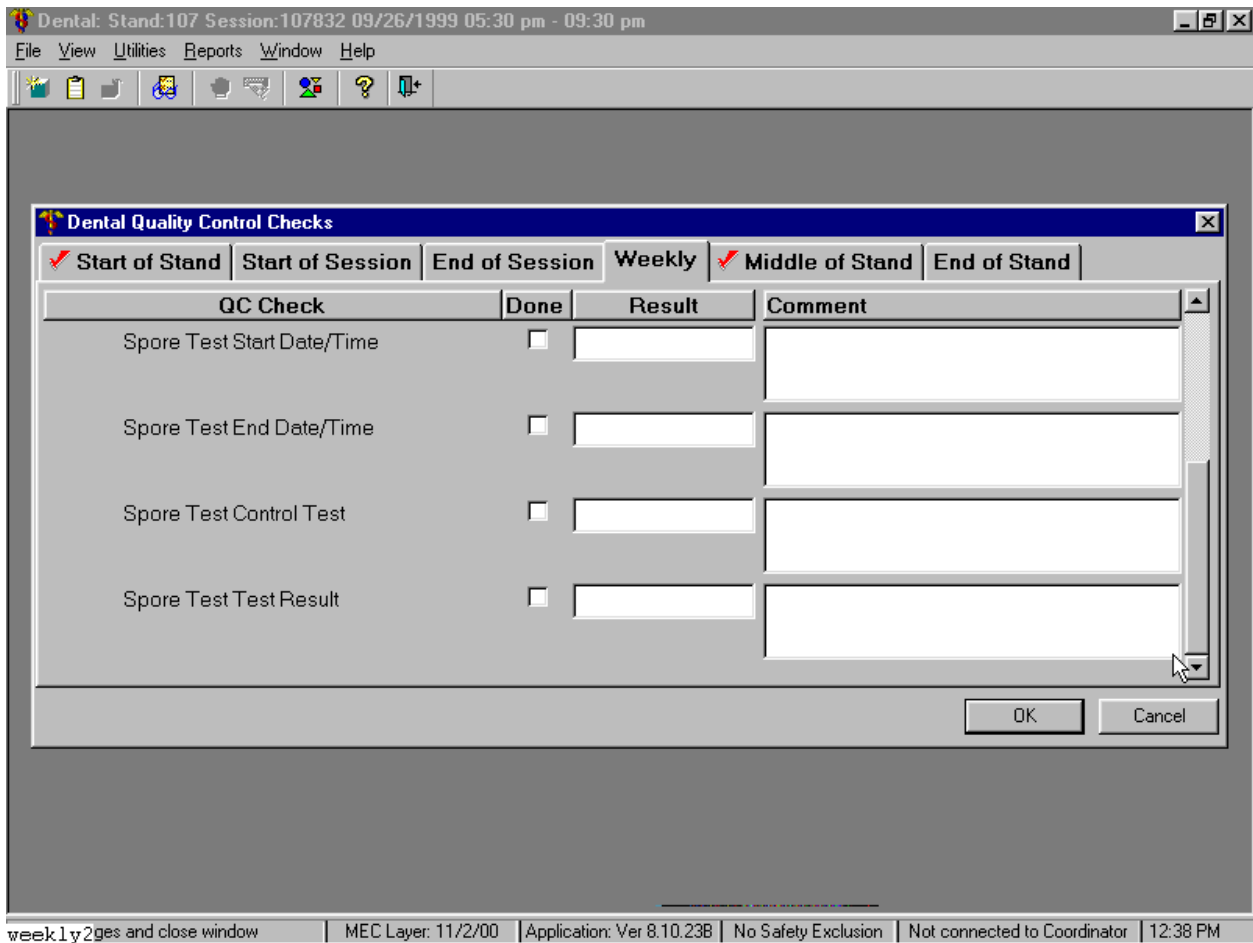 Dental: Stand:107 Session:107832 09/26/1999 05:30 pm - 09:30 pm
File View Utilities Reports Window Help
Dental Quality Control Checks
Start of Stand Start of Session End of Session Weekly Middle of Stand End of Stand
QC Check Done Result Comment
Spore Test Start Date/Time
Spore Test End Date/Time
Spore Test Control Test
Spore Test Test Result
OK Cancel
weekly2ges and close window MEC Layer: 11/2/00 Application: Ver 8.10.23B No Safety Exclusion Not connected to Coordinator 12:38 PM